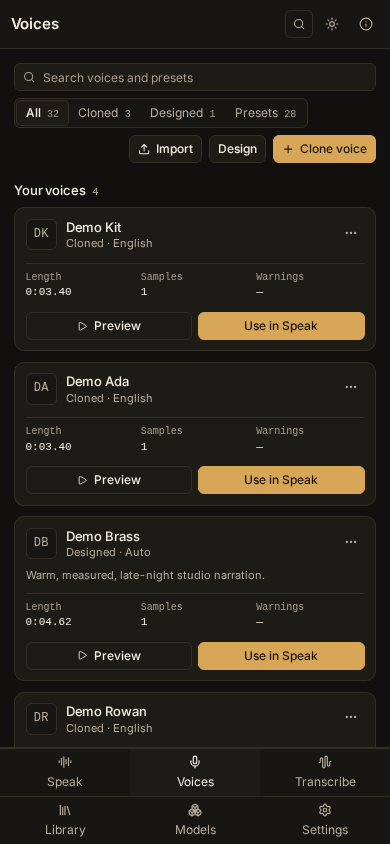 Voices
Search voices and presets
All 32 Cloned 3 Designed 1 Presets 28
Import Design + Clone voice
Your voices 4
DK Demo Kit ···
Cloned · English
Length Samples Warnings
0:03.40 1 —
Preview Use in Speak
DA Demo Ada ···
Cloned · English
Length Samples Warnings
0:03.40 1 —
Preview Use in Speak
DB Demo Brass ···
Designed · Auto
Warm, measured, late-night studio narration.
Length Samples Warnings
0:04.62 1 —
Preview Use in Speak
DR Demo Rowan ···
Cloned · English
Speak Voices Transcribe
Library Models Settings